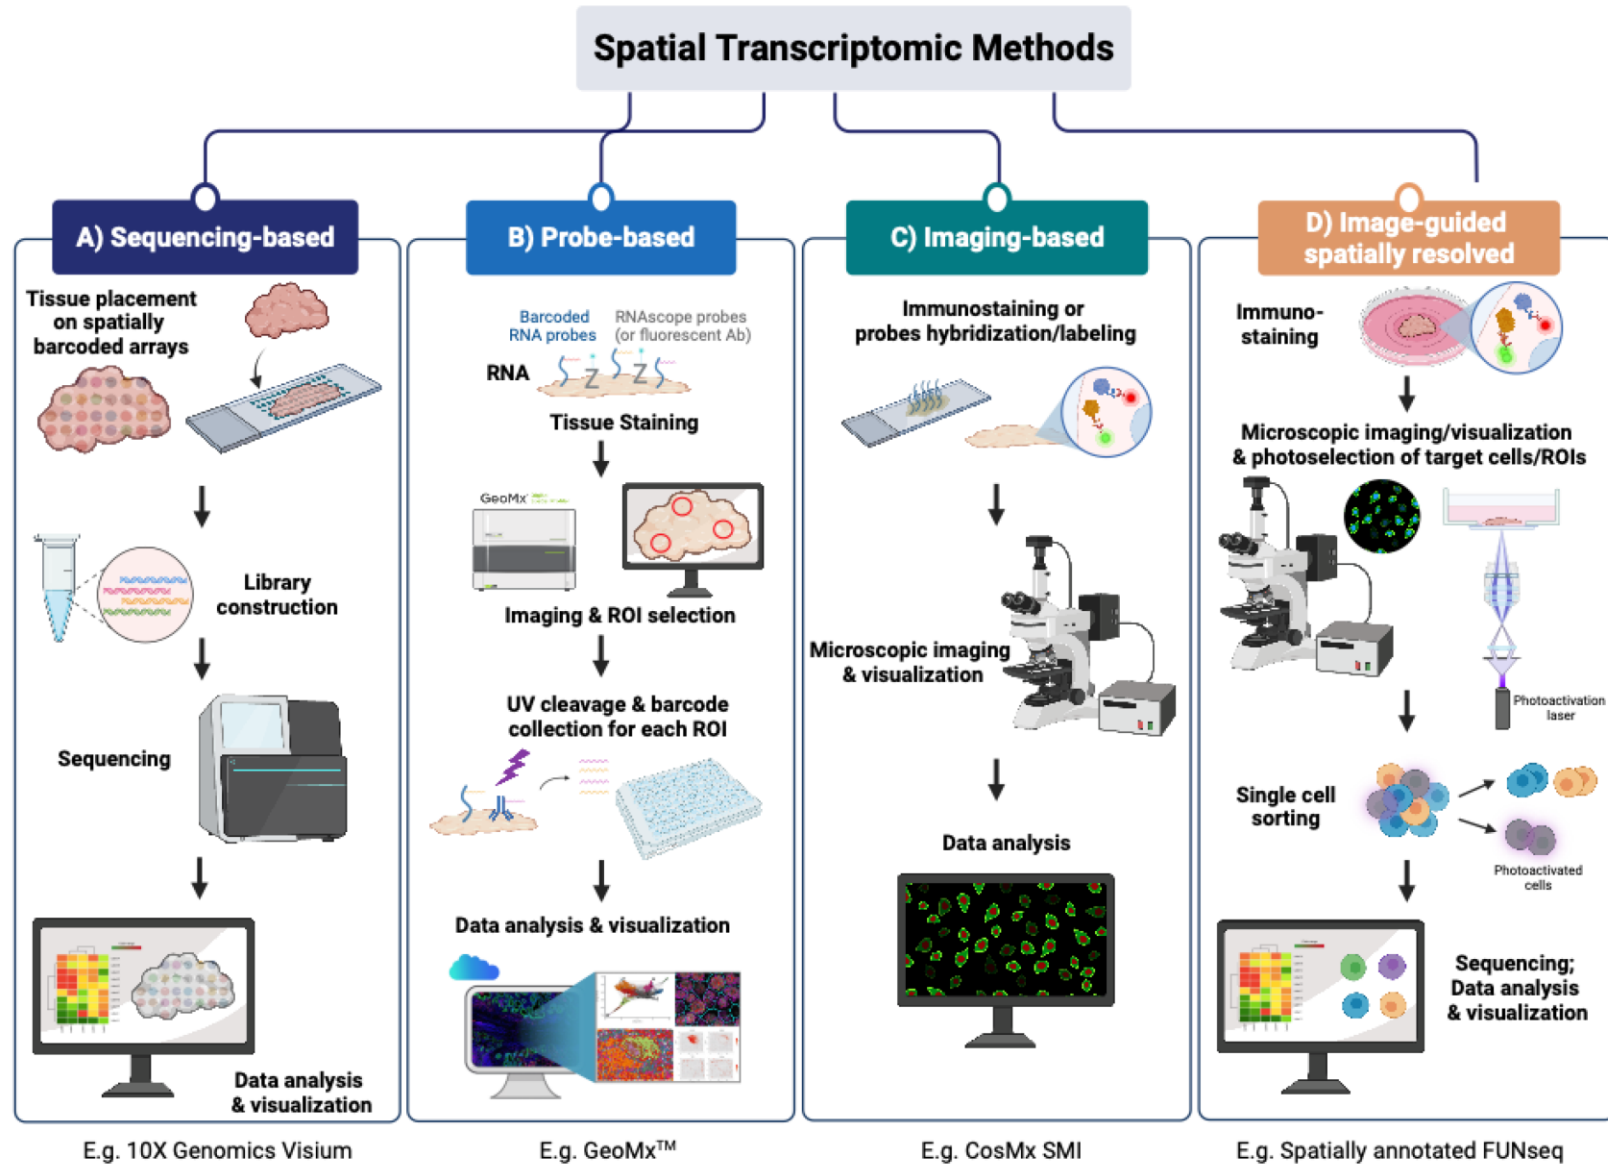 Spatial Transcriptomic Methods
A) Sequencing-based
Tissue placement
on spatially
barcoded arrays
Library
construction
Sequencing
Data analysis
& visualization
E.g. 10X Genomics Visium
B) Probe-based
Barcoded
RNA probes
RNAscope probes
(or fluorescent Ab)
RNA
Z
Z
Tissue Staining
GeoMx
Imaging & ROI selection
UV cleavage & barcode
collection for each ROI
Data analysis & visualization
E.g. GeoMx™
C) Imaging-based
Immunostaining or
probes hybridization/labeling
Microscopic imaging
& visualization
Data analysis
E.g. CosMx SMI
D) Image-guided
spatially resolved
Immuno-
staining
Microscopic imaging/visualization
& photoselection of target cells/ROIs
Photoactivation
laser
Single cell
sorting
Photoactivated
cells
Sequencing;
Data analysis
& visualization
E.g. Spatially annotated FUNseq